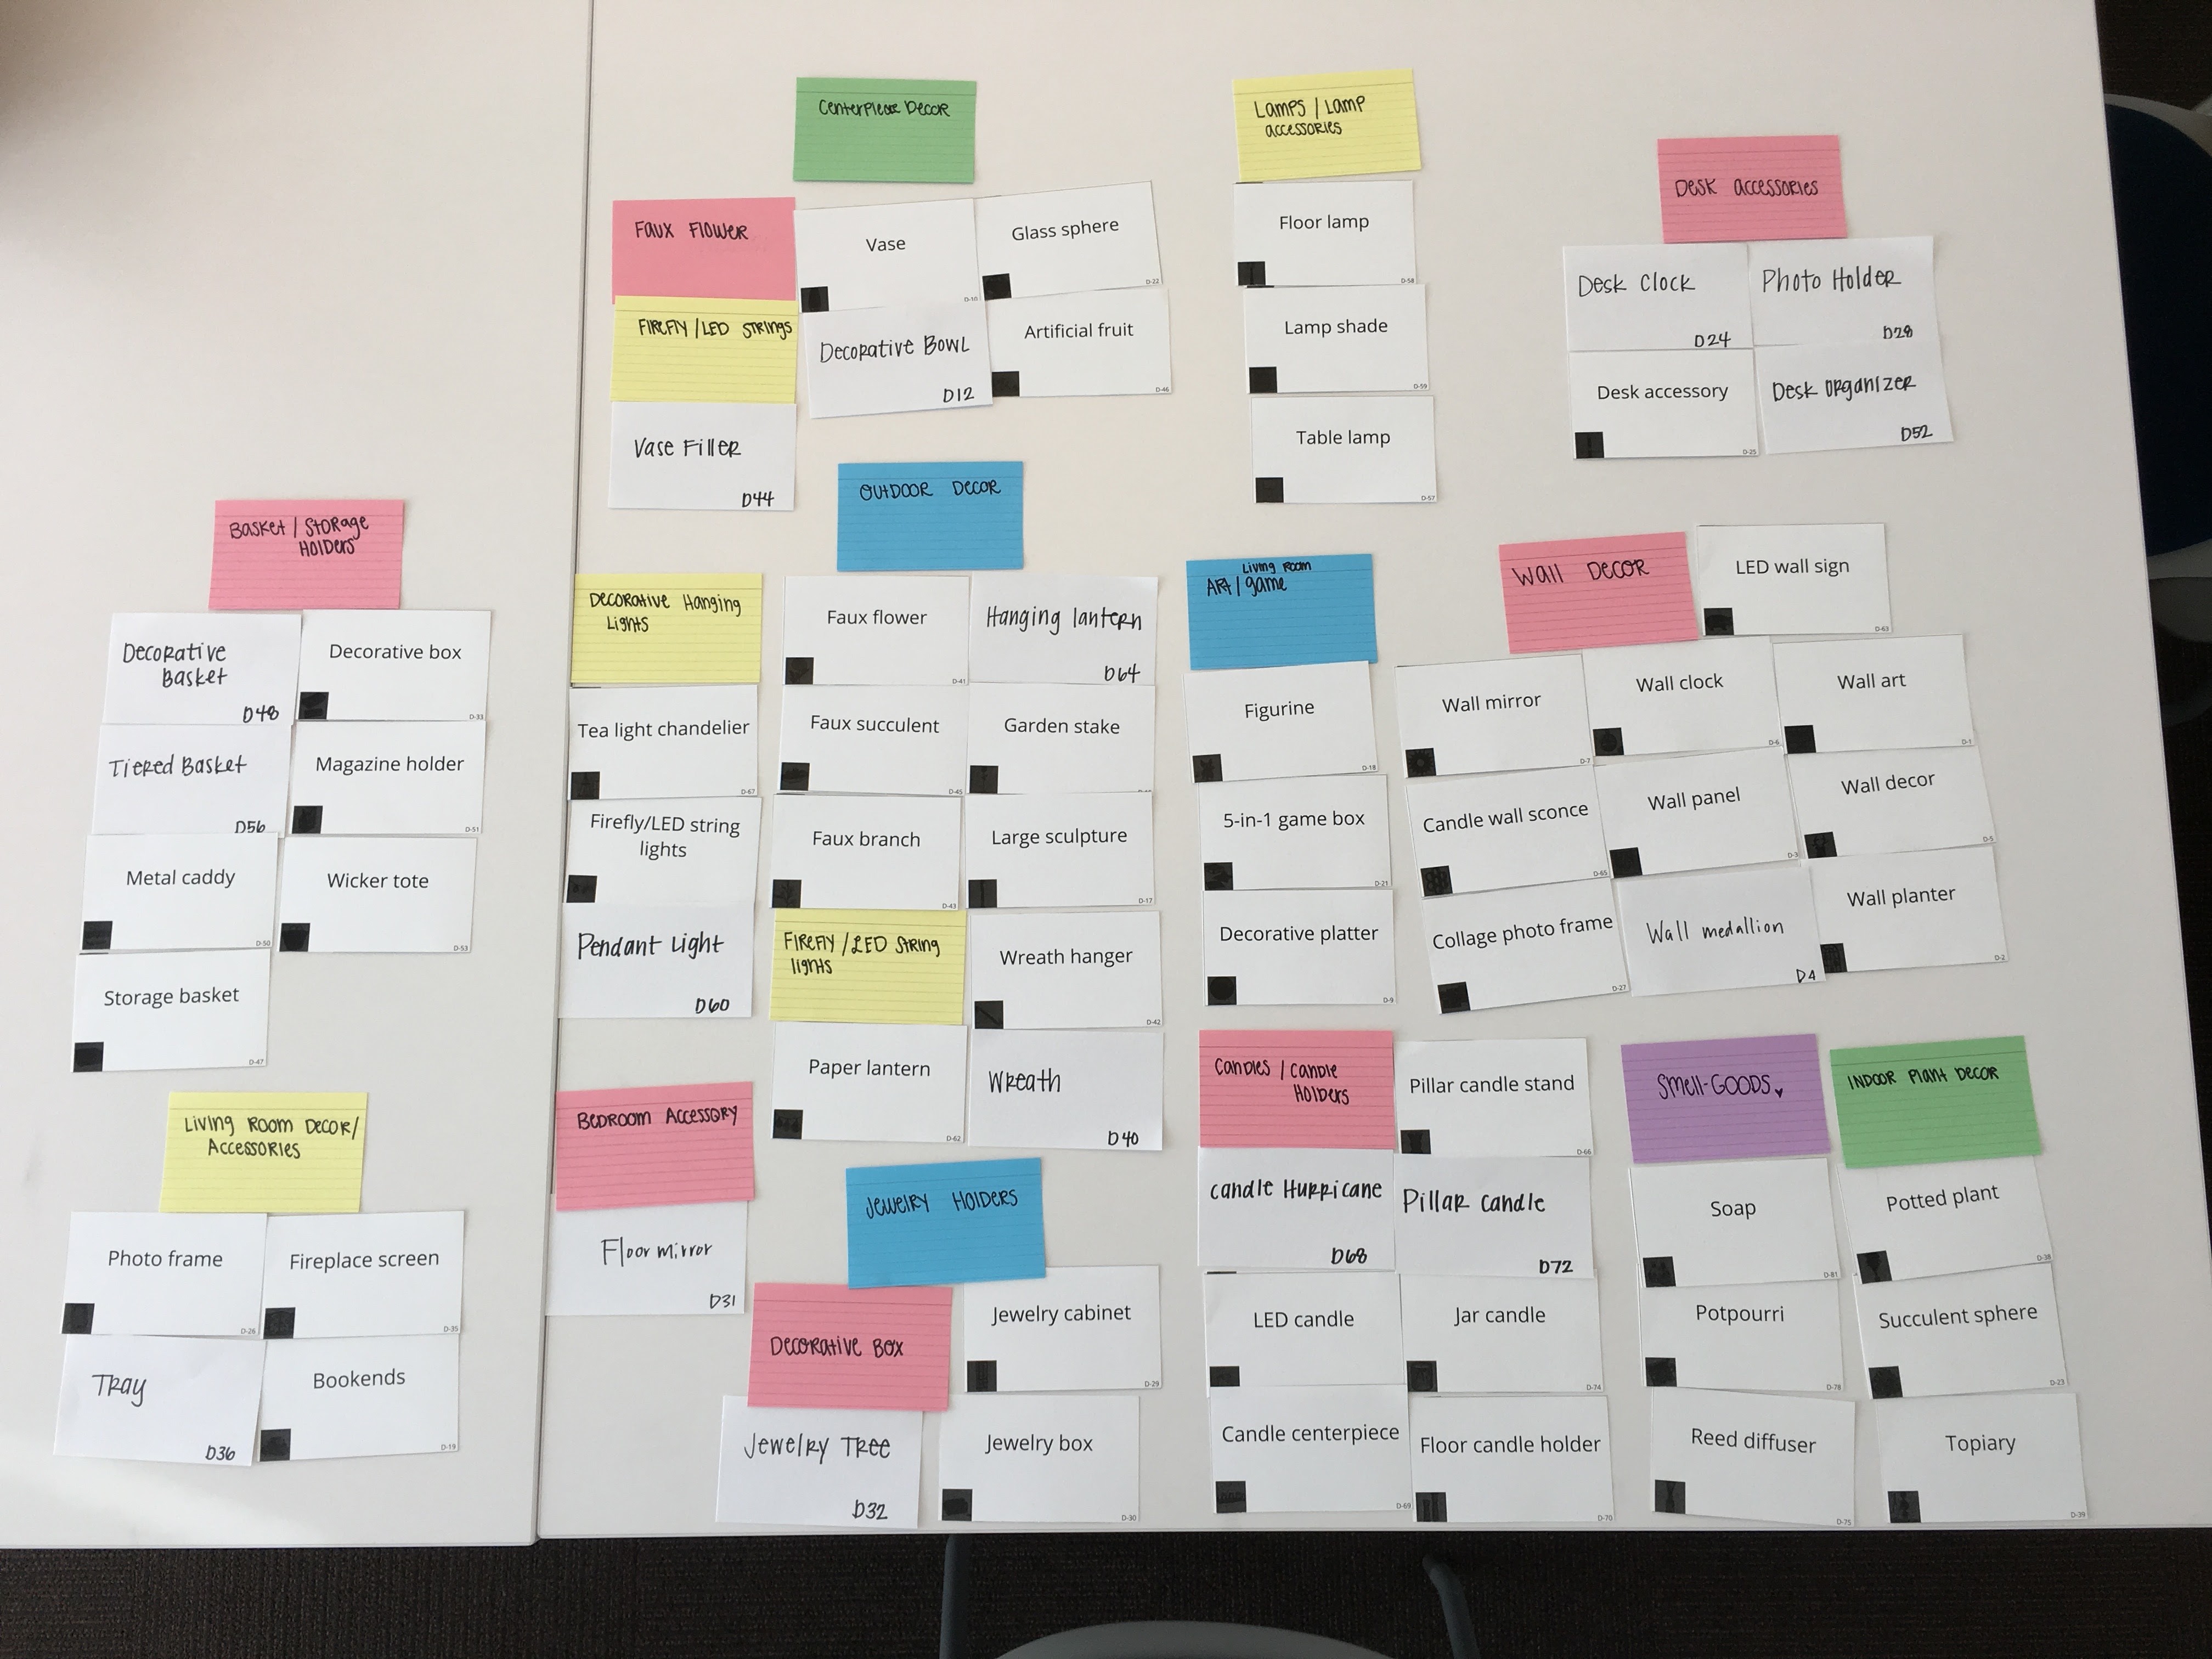 Centerpiece Decor
Faux Flower
Vase
D-10
Glass sphere
D-22
FIREFLY/LED STRINGS
Decorative Bowl
D12
Artificial fruit
D-46
Vase Filler
D44
Lamps / Lamp
accessories
Floor lamp
D-58
Lamp shade
D-59
Table lamp
D-57
Desk accessories
Desk Clock
D24
Photo Holder
D28
Desk accessory
D-25
Desk organizer
D52
Basket / Storage
Holders
Decorative
Basket
D48
Decorative box
D-33
Tiered Basket
D56
Magazine holder
D-51
Metal caddy
D-50
Wicker tote
D-53
Storage basket
D-47
OUTDOOR DECOR
Decorative Hanging
Lights
Tea light chandelier
D-67
Firefly/LED string
lights
Pendant Light
D60
Faux flower
D-41
Hanging lantern
D64
Faux succulent
D-45
Garden stake
Faux branch
D-43
Large sculpture
D-17
FIREFLY/LED String
lights
Wreath hanger
D-42
Paper lantern
D-62
Wreath
D40
Living Room
Art / game
Figurine
D-18
5-in-1 game box
D-21
Decorative platter
D-9
Wall Decor
LED wall sign
D-63
Wall mirror
D-7
Wall clock
D-6
Wall art
D-1
Candle wall sconce
D-65
Wall panel
D-3
Wall decor
D-5
Collage photo frame
D-27
Wall medallion
D4
Wall planter
D-2
Living Room Decor/
Accessories
Photo frame
D-26
Fireplace screen
D-35
Tray
D36
Bookends
D-19
Bedroom Accessory
Floor mirror
D31
Jewelry Holders
Decorative Box
Jewelry cabinet
D-29
Jewelry Tree
D32
Jewelry box
D-30
Candles / Candle
Holders
Pillar candle stand
D-66
Candle Hurricane
D68
Pillar Candle
D72
LED candle
Jar candle
D-74
Candle centerpiece
D-69
Floor candle holder
D-70
Smell-Goods
Soap
D-81
Potpourri
D-78
Reed diffuser
D-75
Indoor Plant Decor
Potted plant
D-38
Succulent sphere
D-23
Topiary
D-39